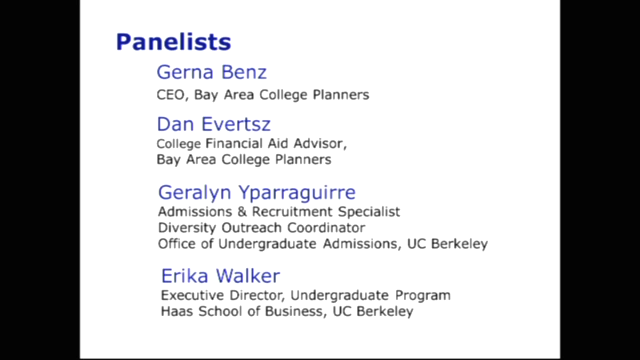 Panelists
Gerna Benz
CEO, Bay Area College Planners
Dan Evertsz
College Financial Aid Advisor,
Bay Area College Planners
Geralyn Yparraguirre
Admissions & Recruitment Specialist
Diversity Outreach Coordinator
Office of Undergraduate Admissions, UC Berkeley
Erika Walker
Executive Director, Undergraduate Program
Haas School of Business, UC Berkeley